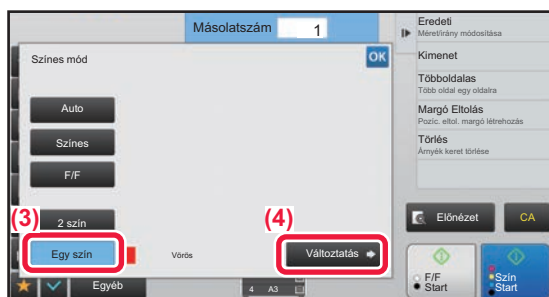 Másolatszám 1
Színes mód
OK
Auto
Színes
F/F
(3)
2 szín
Egy szín
Vörös
(4)
Változtatás
Egyéb
4 A3
Eredeti
Méret/irány módosítása
Kimenet
Többoldalas
Több oldal egy oldalra
Margó Eltolás
Pozíc. eltol. margó létrehozás
Törlés
Árnyék keret törlése
Előnézet
CA
F/F
Start
Szín
Start